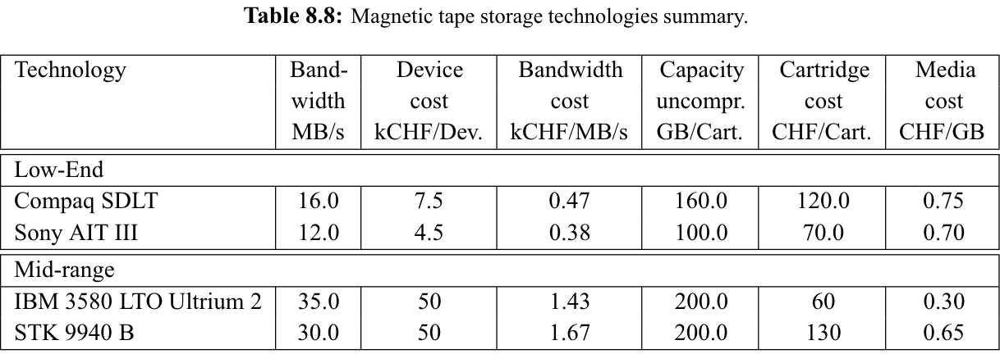 Table 8.8: Magnetic tape storage technologies summary.
Technology Band- Device Bandwidth Capacity Cartridge Media
width cost cost uncompr. cost cost
MB/s kCHF/Dev. kCHF/MB/s GB/Cart. CHF/Cart. CHF/GB
Low-End
Compaq SDLT 16.0 7.5 0.47 160.0 120.0 0.75
Sony AIT III 12.0 4.5 0.38 100.0 70.0 0.70
Mid-range
IBM 3580 LTO Ultrium 2 35.0 50 1.43 200.0 60 0.30
STK 9940 B 30.0 50 1.67 200.0 130 0.65